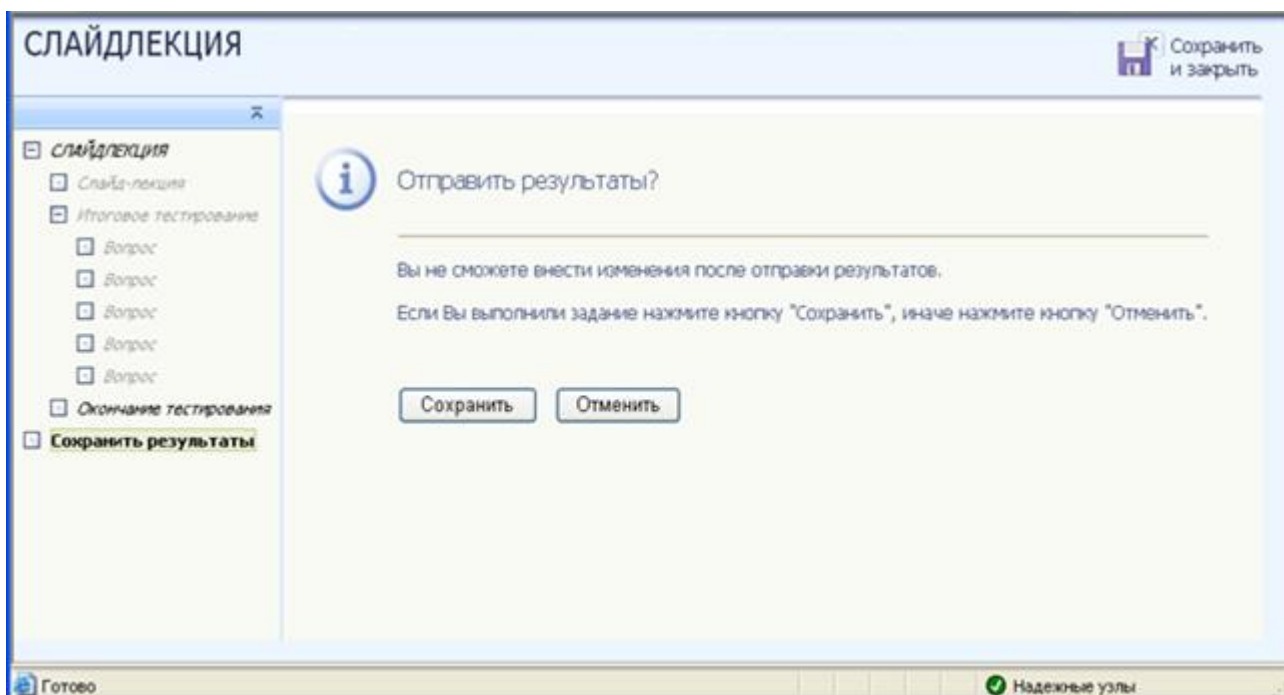 СЛАЙДЛЕКЦИЯ
Сохранить
и закрыть
СЛАЙДЛЕКЦИЯ
Слайд-лекция
Итоговое тестирование
Вопрос
Вопрос
Вопрос
Вопрос
Вопрос
Окончание тестирования
Сохранить результаты
Отправить результаты?
Вы не сможете внести изменения после отправки результатов.
Если Вы выполнили задание нажмите кнопку "Сохранить", иначе нажмите кнопку "Отменить".
Сохранить Отменить
Готово
Надежные узлы